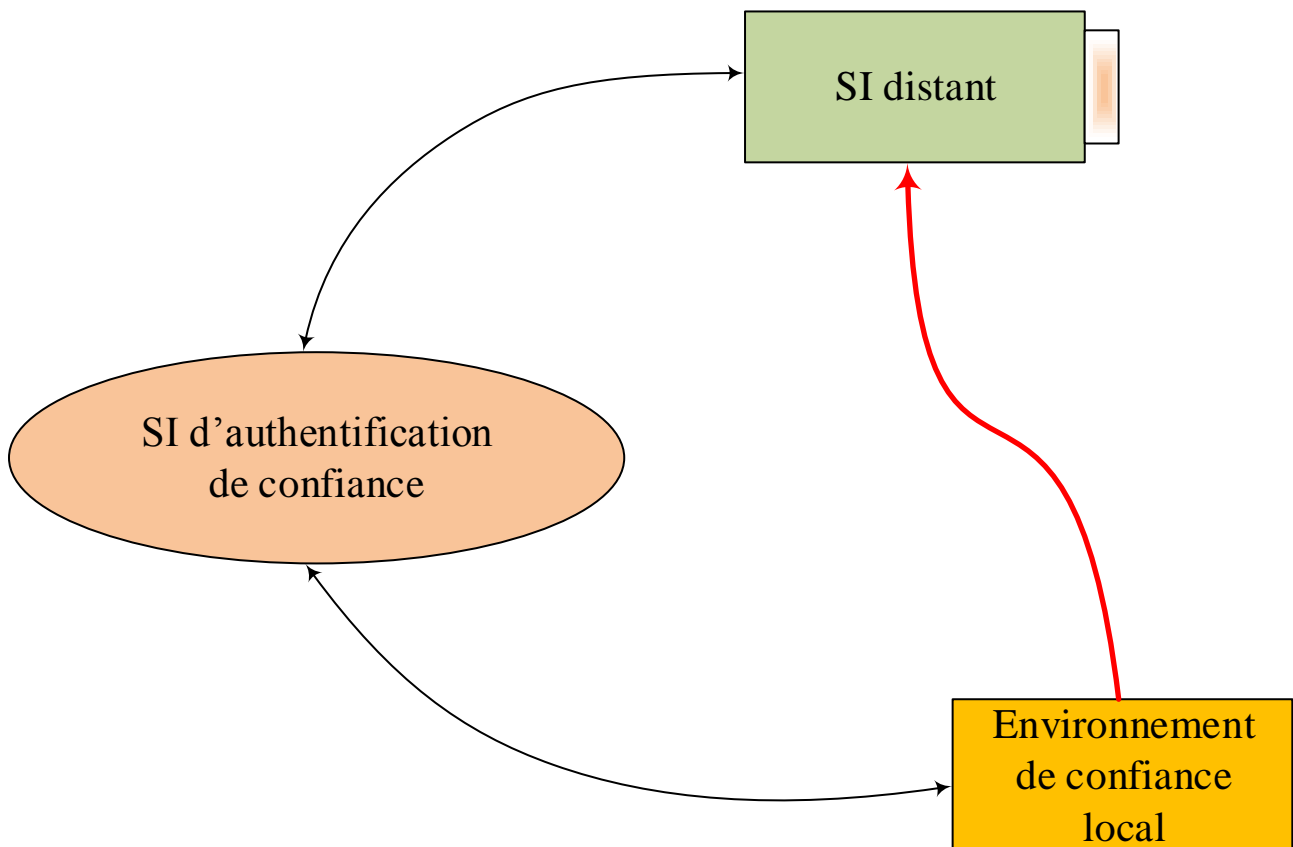 SI distant
SI d’authentification
de confiance
Environnement
de confiance
local